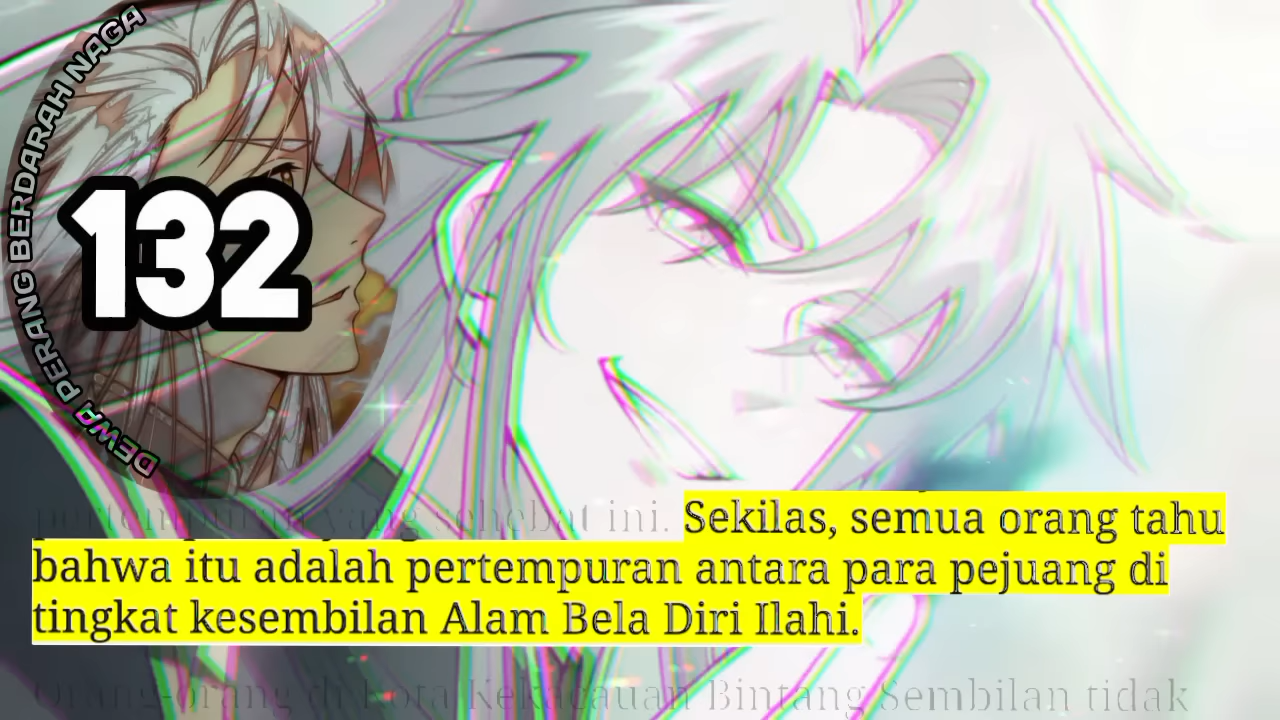 DEWA PERANG BERDARAH NAGA
132
pertempuran yang sehebat ini. Sekilas, semua orang tahu
bahwa itu adalah pertempuran antara para pejuang di
tingkat kesembilan Alam Bela Diri Ilahi.
Orang-orang di Kota Kekacauan Bintang Sembilan tidak